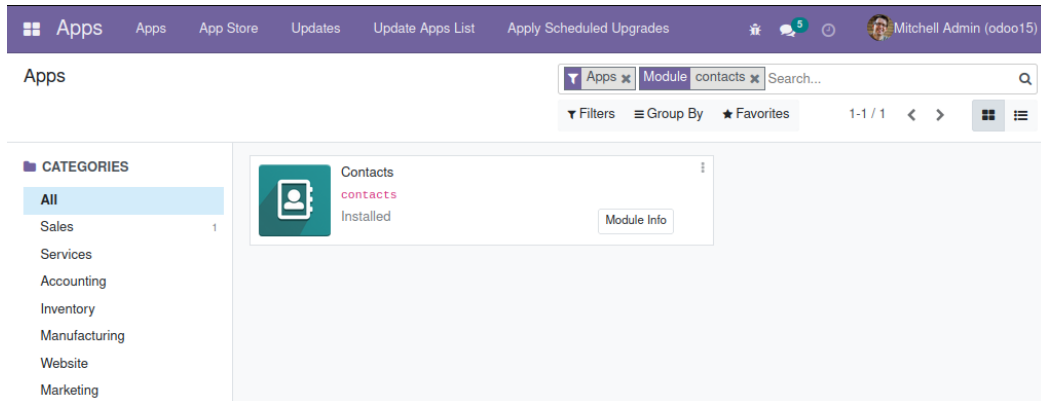 Apps Apps App Store Updates Update Apps List Apply Scheduled Upgrades 5 Mitchell Admin (odoo15)
Apps
Apps Module contacts Search...
Filters Group By Favorites 1-1 / 1
CATEGORIES
All
Sales 1
Services
Accounting
Inventory
Manufacturing
Website
Marketing
Contacts
contacts
Installed
Module Info